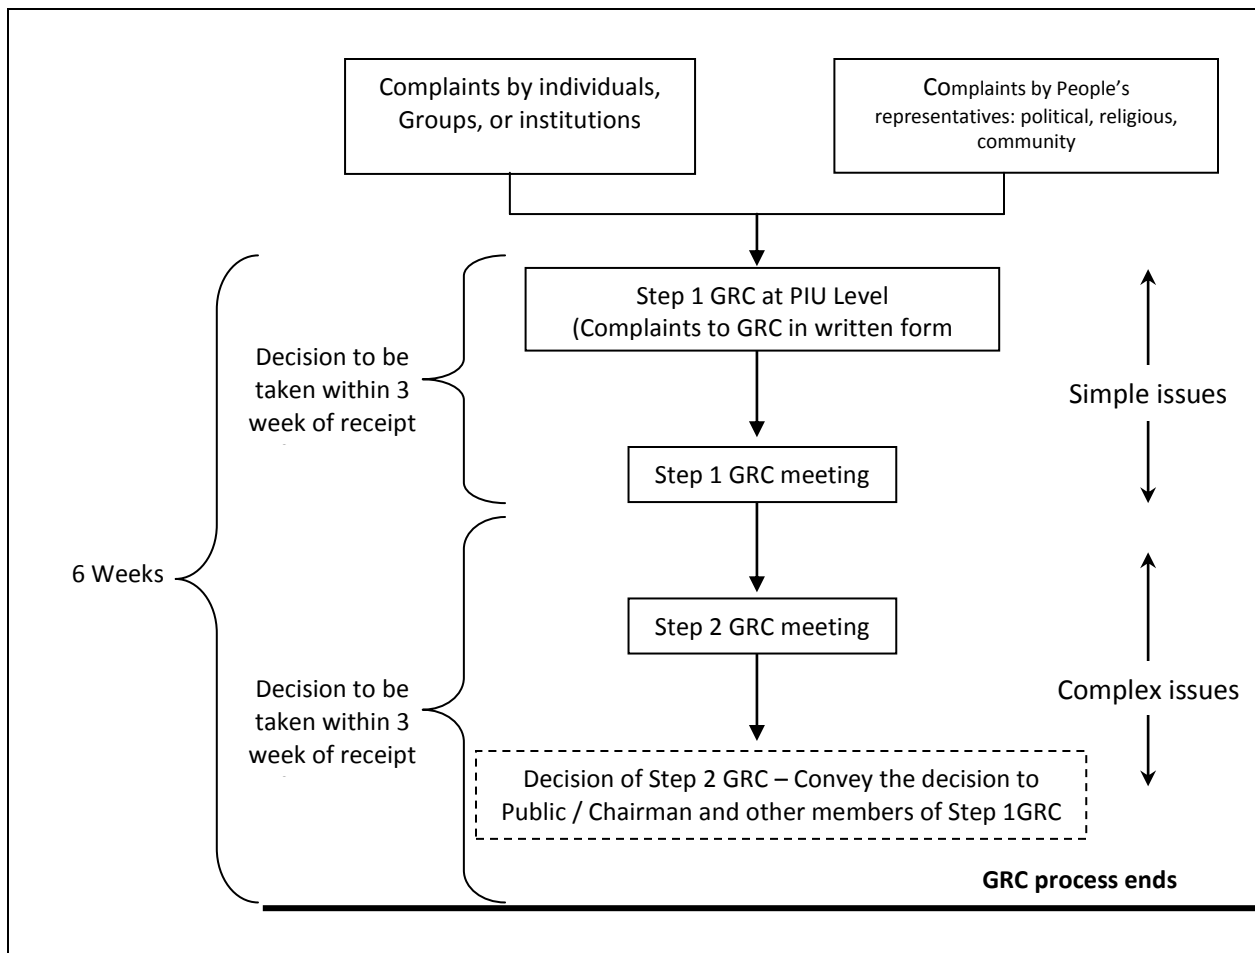 Complaints by individuals,
Groups, or institutions
Complaints by People’s
representatives: political, religious,
community
Step 1 GRC at PIU Level
(Complaints to GRC in written form
Decision to be
taken within 3
week of receipt
Simple issues
Step 1 GRC meeting
6 Weeks
Step 2 GRC meeting
Decision to be
taken within 3
week of receipt
Complex issues
Decision of Step 2 GRC – Convey the decision to
Public / Chairman and other members of Step 1GRC
GRC process ends